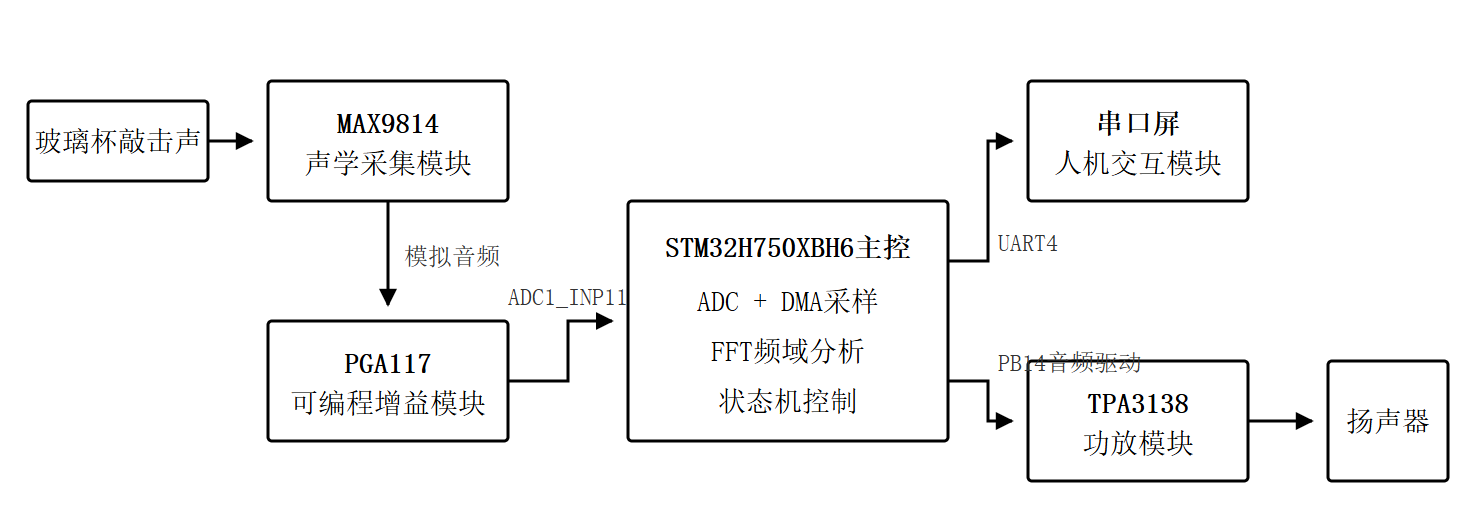 玻璃杯敲击声
MAX9814
声学采集模块
模拟音频
PGA117
可编程增益模块
ADC1_INP11
STM32H750XBH6主控
ADC + DMA采样
FFT频域分析
状态机控制
UART4
串口屏
人机交互模块
PB14音频驱动
TPA3138
功放模块
扬声器